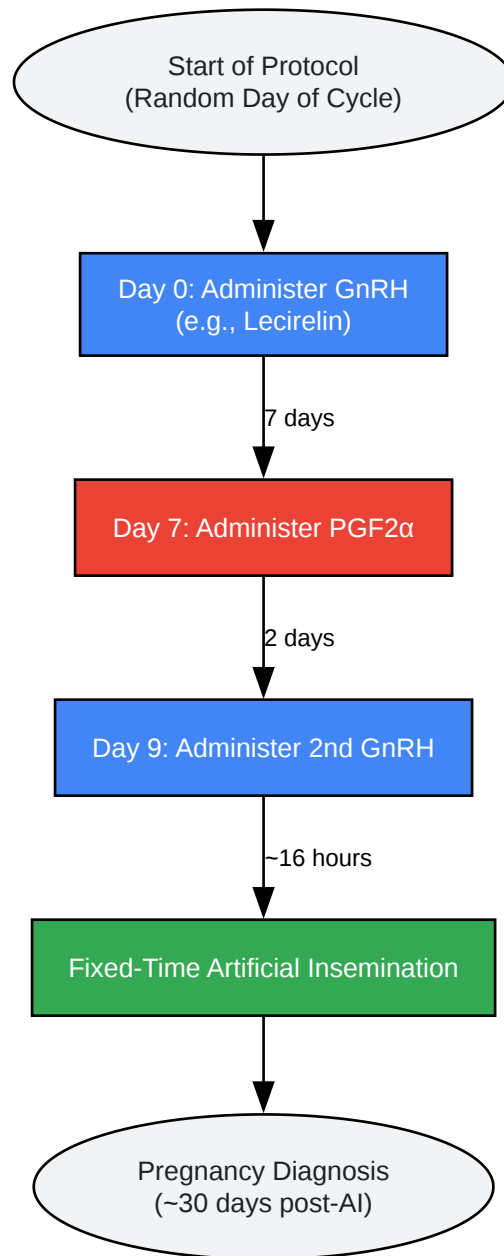 Start of Protocol
(Random Day of Cycle)
Day 0: Administer GnRH
(e.g., Lecirelin)
7 days
Day 7: Administer PGF2α
2 days
Day 9: Administer 2nd GnRH
~16 hours
Fixed-Time Artificial Insemination
Pregnancy Diagnosis
(~30 days post-AI)